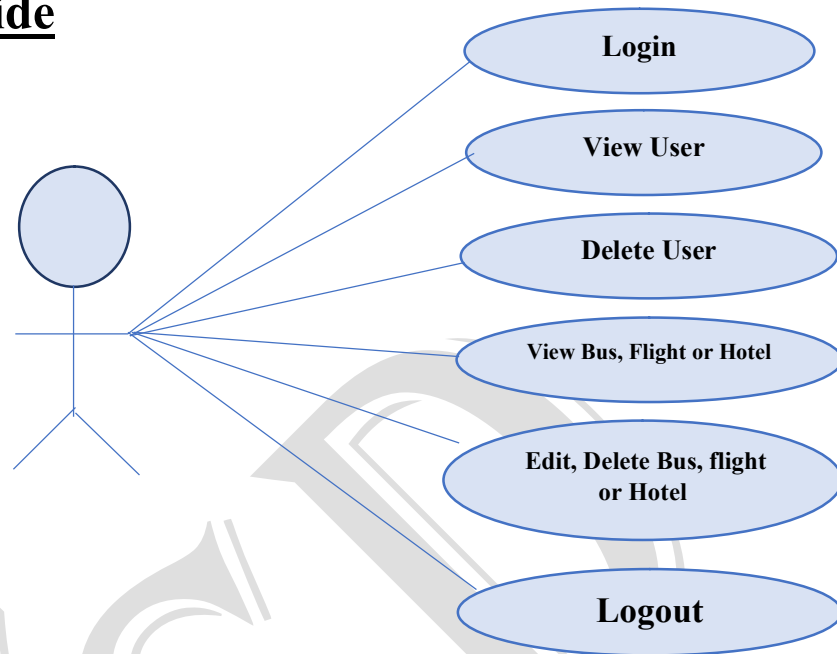 ide
Login
View User
Delete User
View Bus, Flight or Hotel
Edit, Delete Bus, flight
or Hotel
Logout